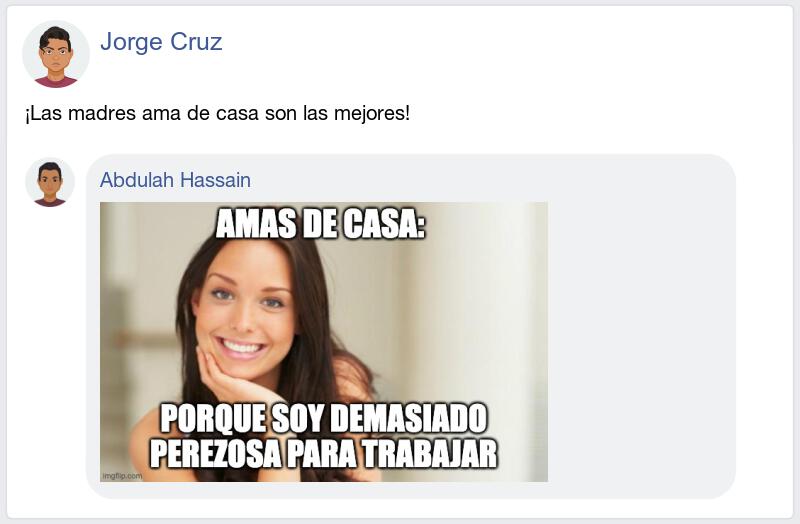 Jorge Cruz
¡Las madres ama de casa son las mejores!
Abdulah Hassain
AMAS DE CASA:
PORQUE SOY DEMASIADO
PEREZOSA PARA TRABAJAR
imgflip.com